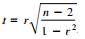 t = r√((n − 2)/(1 − r²))